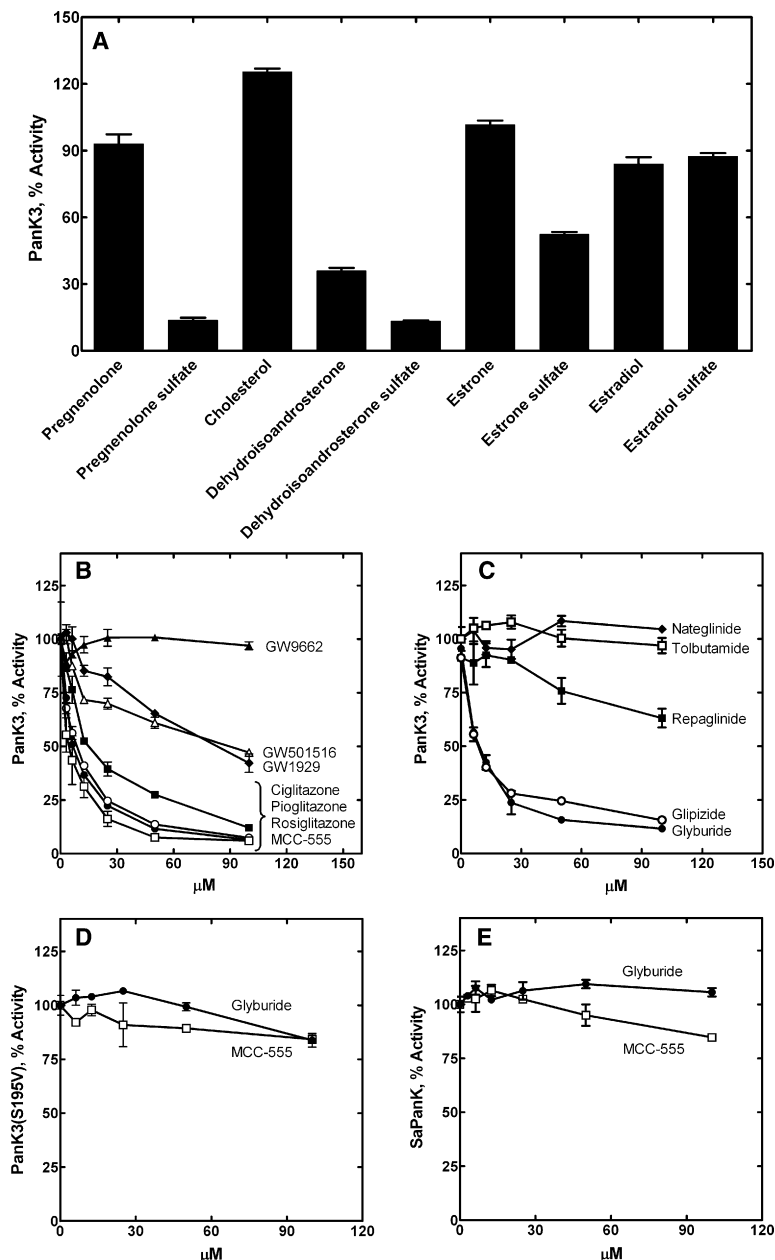 A
PanK3, % Activity
150
120
90
60
30
0
Pregnenolone
Pregnenolone sulfate
Cholesterol
Dehydroisoandrosterone
Dehydroisoandrosterone sulfate
Estrone
Estrone sulfate
Estradiol
Estradiol sulfate
B
PanK3, % Activity
125
100
75
50
25
0
GW9662
GW501516
GW1929
Ciglitazone
Pioglitazone
Rosiglitazone
MCC-555
0 30 60 90 120 150
μM
C
PanK3, % Activity
125
100
75
50
25
0
Nateglinide
Tolbutamide
Repaglinide
Glipizide
Glyburide
0 30 60 90 120
μM
D
PanK3(S195V), % Activity
125
100
75
50
25
0
Glyburide
MCC-555
0 30 60 90 120
μM
E
SaPanK, % Activity
125
100
75
50
25
0
Glyburide
MCC-555
0 30 60 90 120
μM